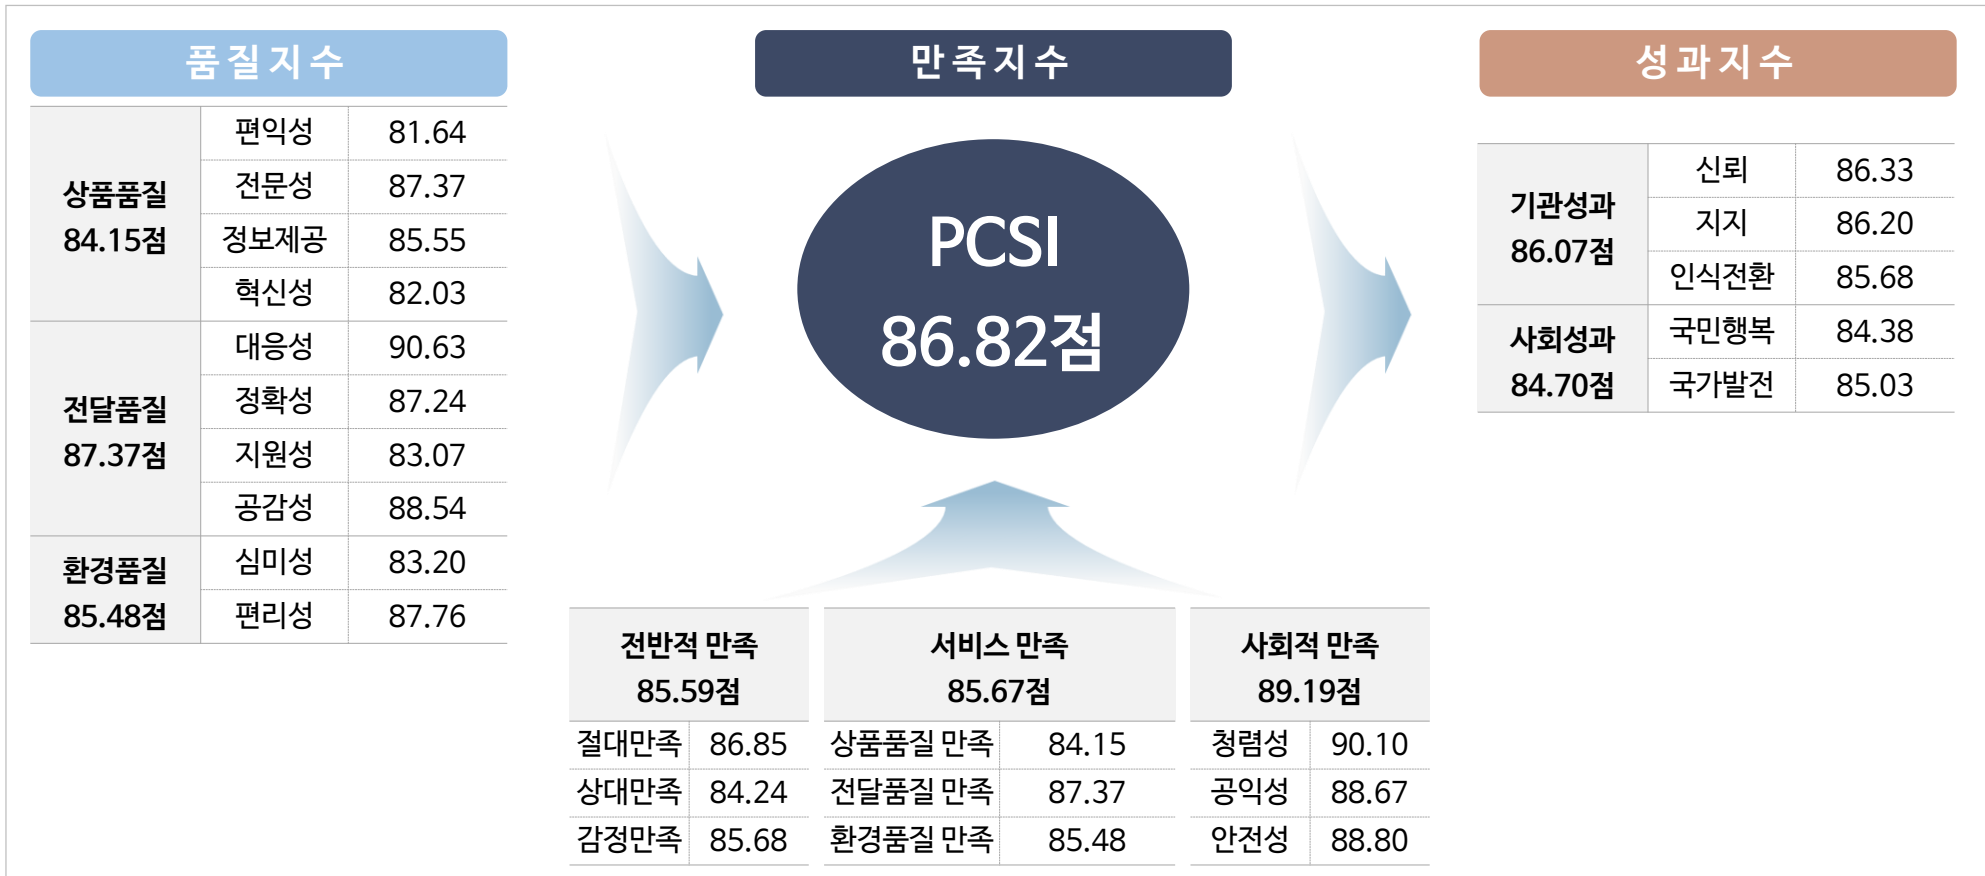 품질지수
상품품질
84.15점
편익성 81.64
전문성 87.37
정보제공 85.55
혁신성 82.03
전달품질
87.37점
대응성 90.63
정확성 87.24
지원성 83.07
공감성 88.54
환경품질
85.48점
심미성 83.20
편리성 87.76
만족지수
PCSI
86.82점
전반적 만족
85.59점
절대만족 86.85
상대만족 84.24
감정만족 85.68
서비스 만족
85.67점
상품품질 만족 84.15
전달품질 만족 87.37
환경품질 만족 85.48
사회적 만족
89.19점
청렴성 90.10
공익성 88.67
안전성 88.80
성과지수
기관성과
86.07점
신뢰 86.33
지지 86.20
인식전환 85.68
사회성과
84.70점
국민행복 84.38
국가발전 85.03